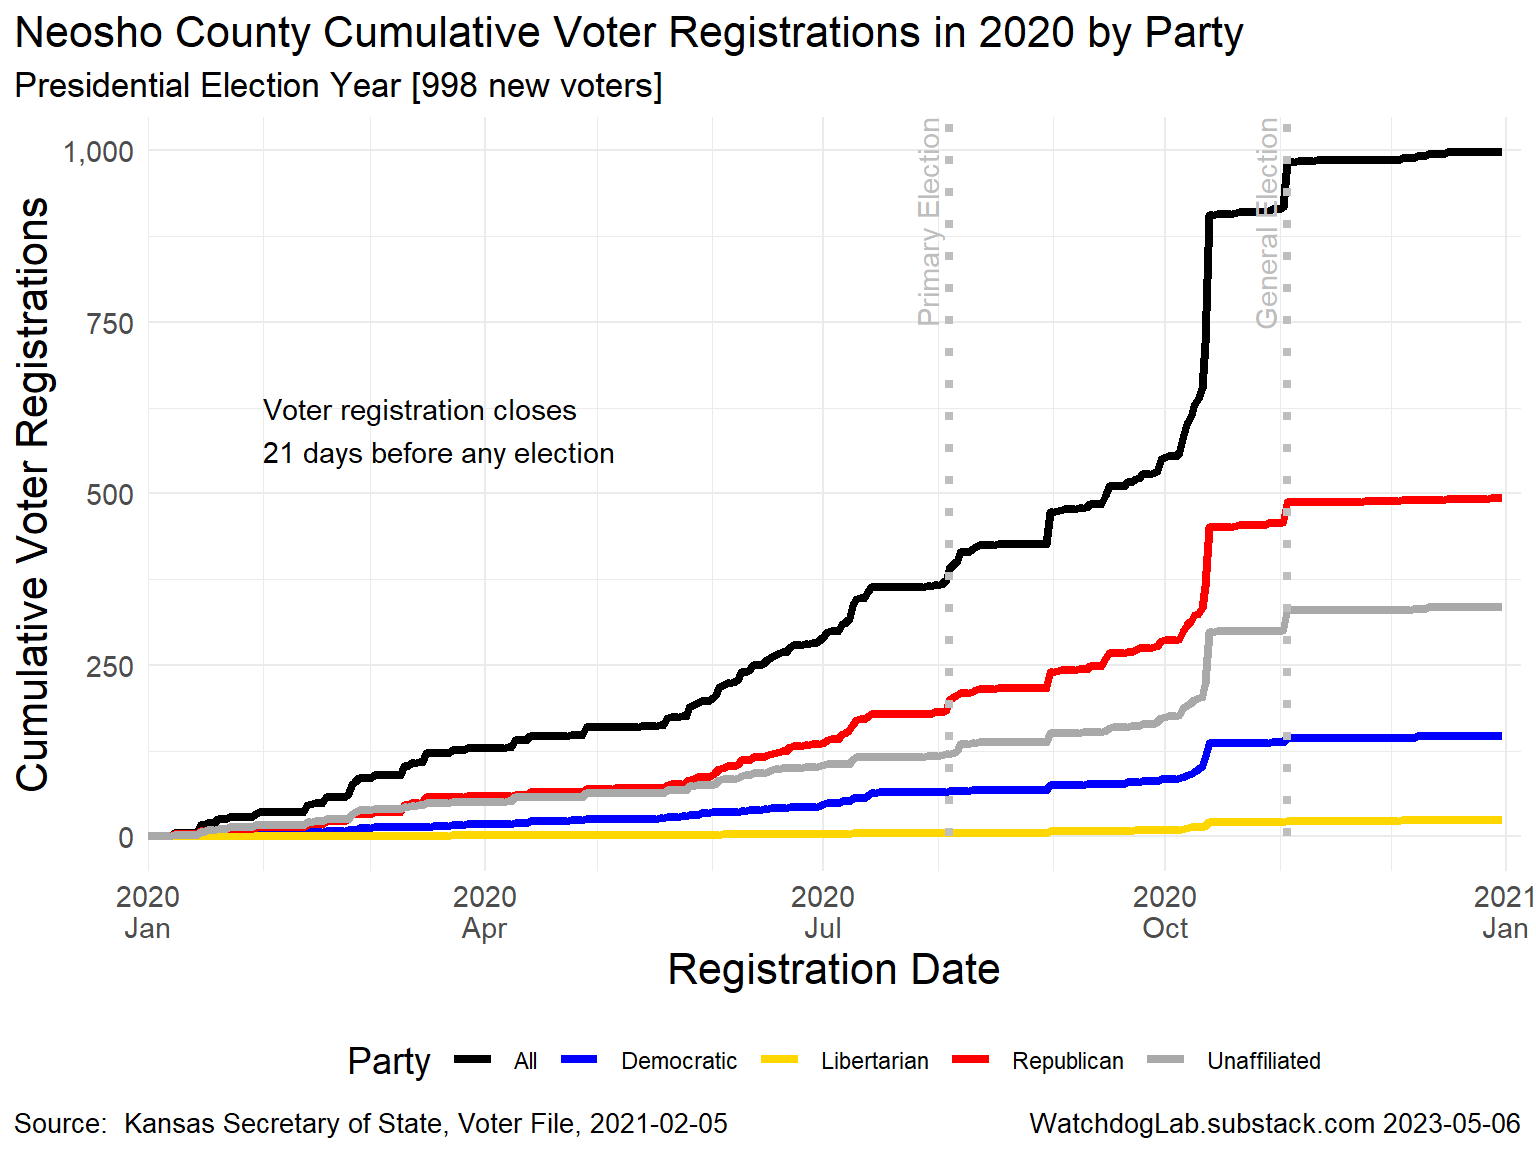 Neosho County Cumulative Voter Registrations in 2020 by Party
Presidential Election Year [998 new voters]
Cumulative Voter Registrations
1,000
750
500
250
0
Primary Election
General Election
Voter registration closes
21 days before any election
2020 2020 2020 2020 2021
Jan Apr Jul Oct Jan
Registration Date
Party All Democratic Libertarian Republican Unaffiliated
Source:  Kansas Secretary of State, Voter File, 2021-02-05 WatchdogLab.substack.com 2023-05-06